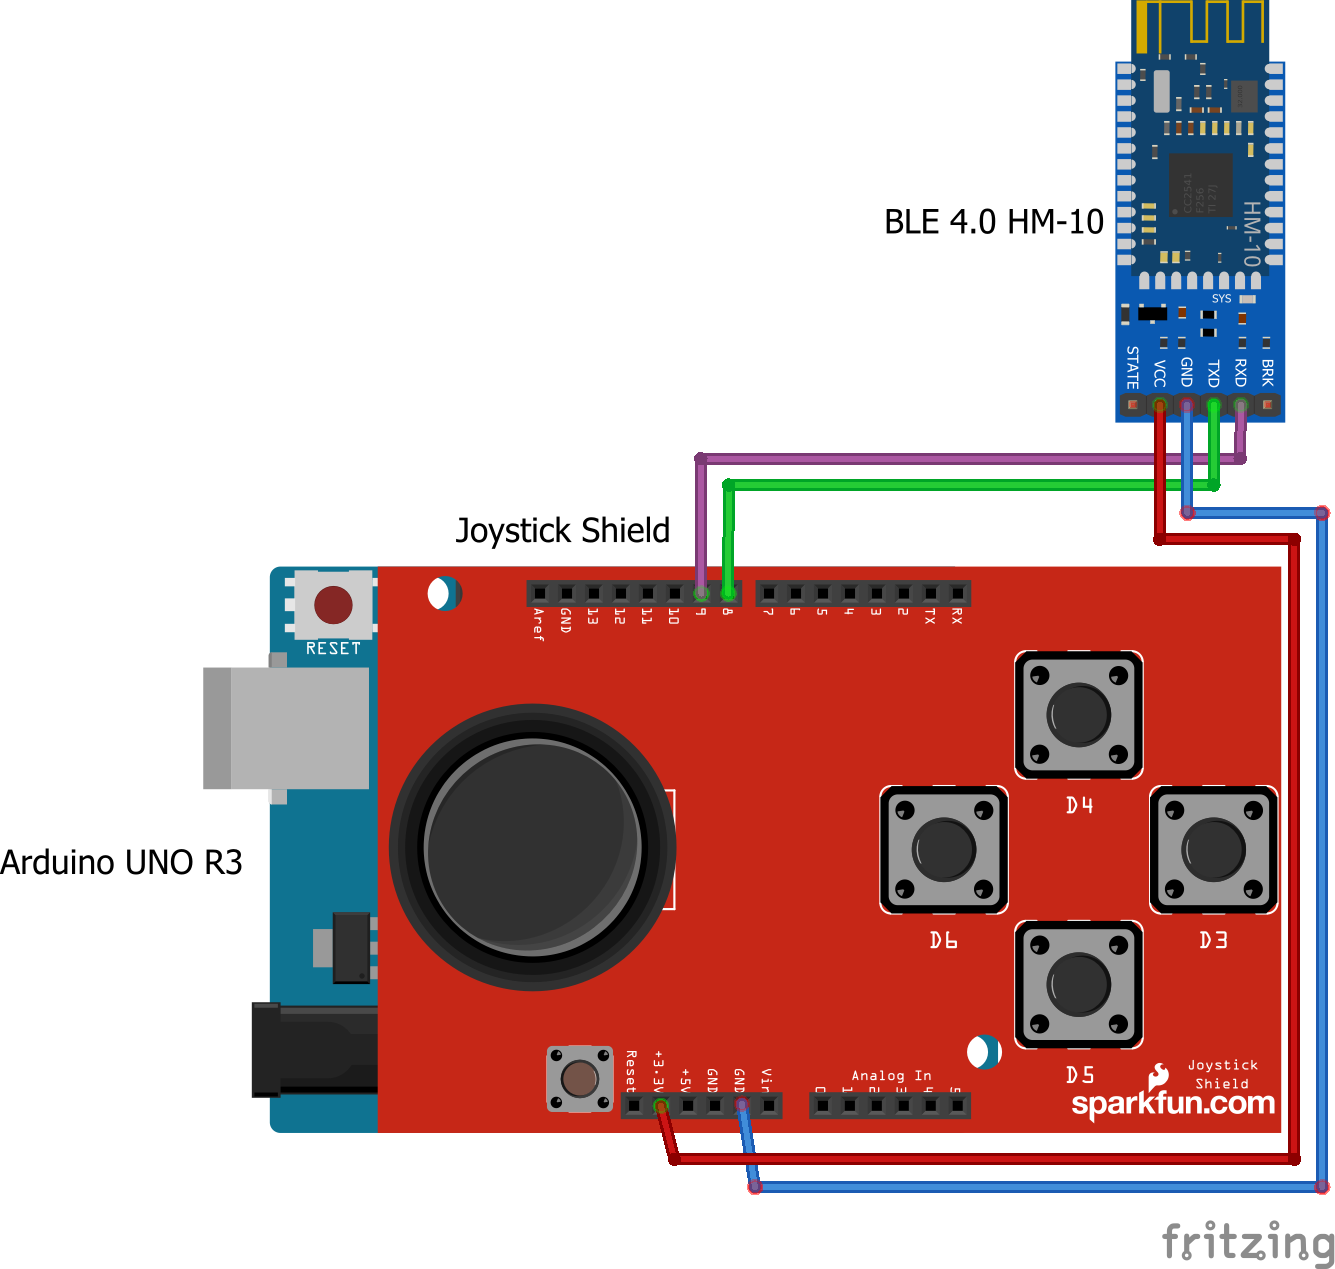 CC2541
F256
TI 27J
HM-10
BLE 4.0 HM-10
SYS
STATE
VCC
GND
TXD
RXD
BRK
Joystick Shield
Aref
GND
13
12
11
10
9
8
7
6
5
4
3
2
TX
RX
RESET
D4
Arduino UNO R3
D6
D3
D5
Reset
+3.3V
+5V
GND
GND
Vin
Analog In
0
1
2
3
4
5
Joystick
Shield
sparkfun.com
fritzing